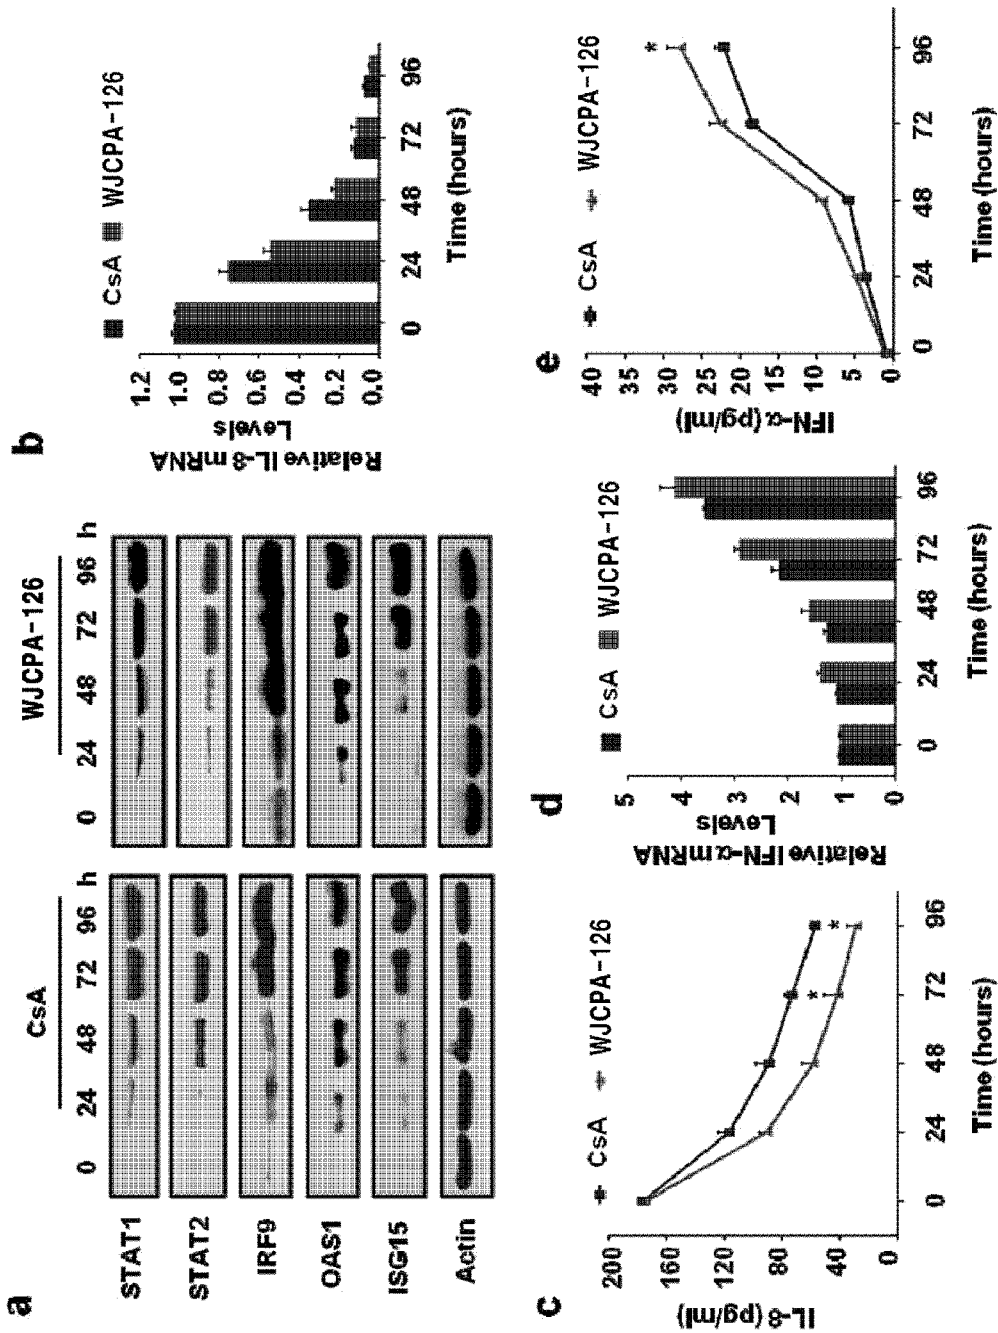 a
CsA
WJCPA-126
0 24 48 72 96 h
0 24 48 72 96 h
STAT1
STAT2
IRF9
OAS1
ISG15
Actin
b
CsA WJCPA-126
Relative IL-8 mRNA
Levels
1.2
1.0
0.8
0.6
0.4
0.2
0.0
0 24 48 72 96
Time (hours)
c
CsA WJCPA-126
IL-8 (pg/ml)
200
160
120
80
40
0
* *
0 24 48 72 96
Time (hours)
d
CsA WJCPA-126
Relative IFN-α mRNA
Levels
5
4
3
2
1
0
0 24 48 72 96
Time (hours)
e
CsA WJCPA-126
IFN-α (pg/ml)
40
35
25
20
10
5
0
*
0 24 48 72 96
Time (hours)